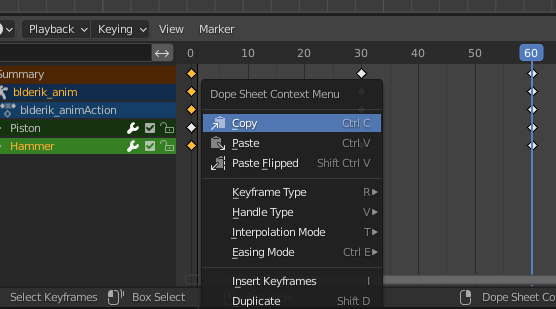 Playback Keying View Marker
0 10 20 30 40 50 60
Summary
blderik_anim
blderik_animAction
Piston
Hammer
Dope Sheet Context Menu
Copy Ctrl C
Paste Ctrl V
Paste Flipped Shift Ctrl V
Keyframe Type R
Handle Type V
Interpolation Mode T
Easing Mode Ctrl E
Insert Keyframes I
Duplicate Shift D
Select Keyframes Box Select Dope Sheet Co